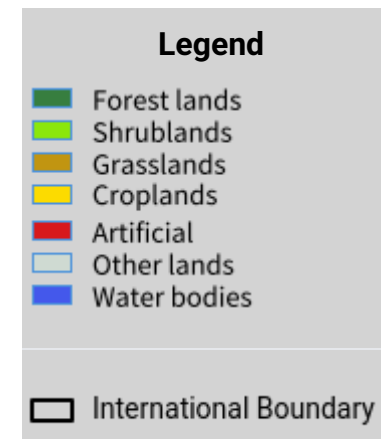 Legend
Forest lands
Shrublands
Grasslands
Croplands
Artificial
Other lands
Water bodies
International Boundary